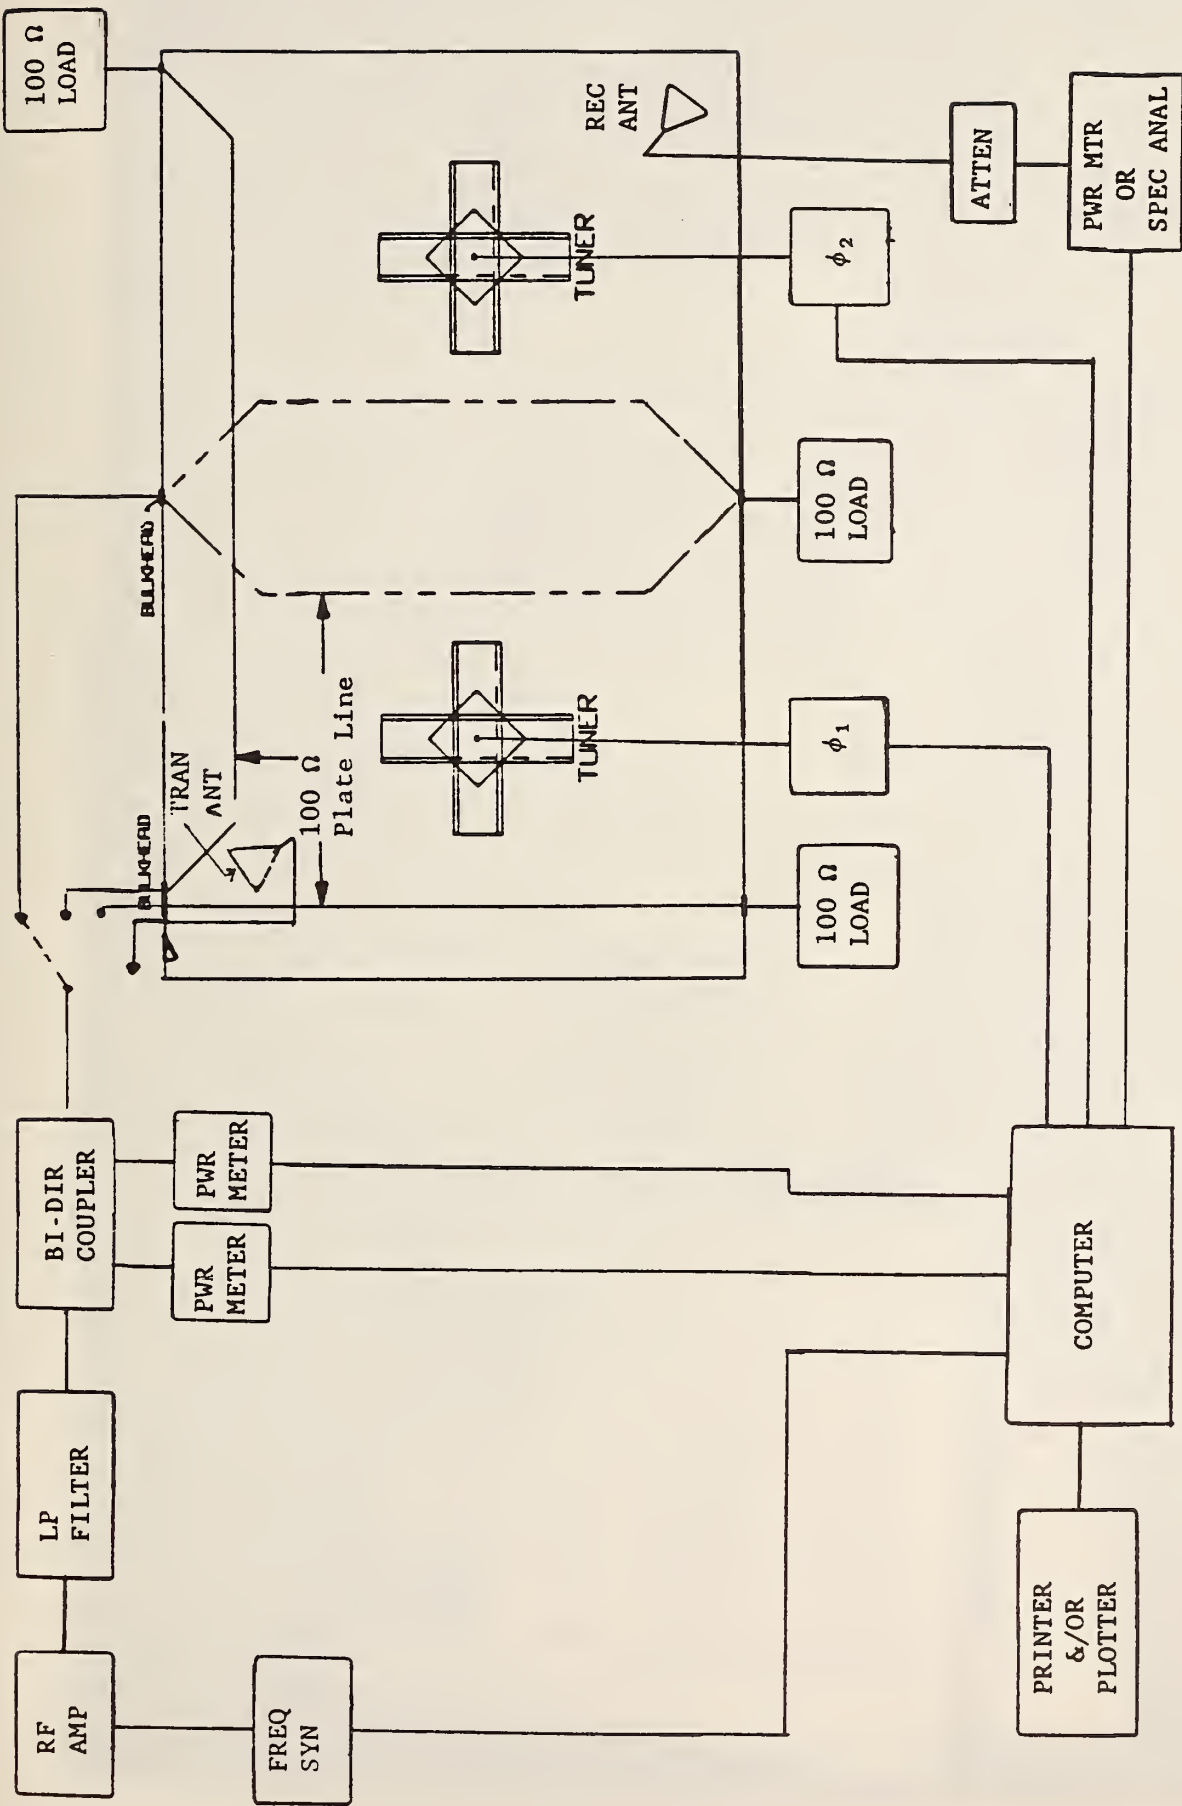 RF
AMP
LP
FILTER
BI-DIR
COUPLER
FREQ
SYN
PWR
METER
PWR
METER
BULKHEAD
BULKHEAD
TRAN
ANT
100 Ω
LOAD
100 Ω
Plate Line
TUNER
TUNER
REC
ANT
100 Ω
LOAD
ϕ1
100 Ω
LOAD
ϕ2
ATTEN
PWR MTR
OR
SPEC ANAL
COMPUTER
PRINTER
&/OR
PLOTTER